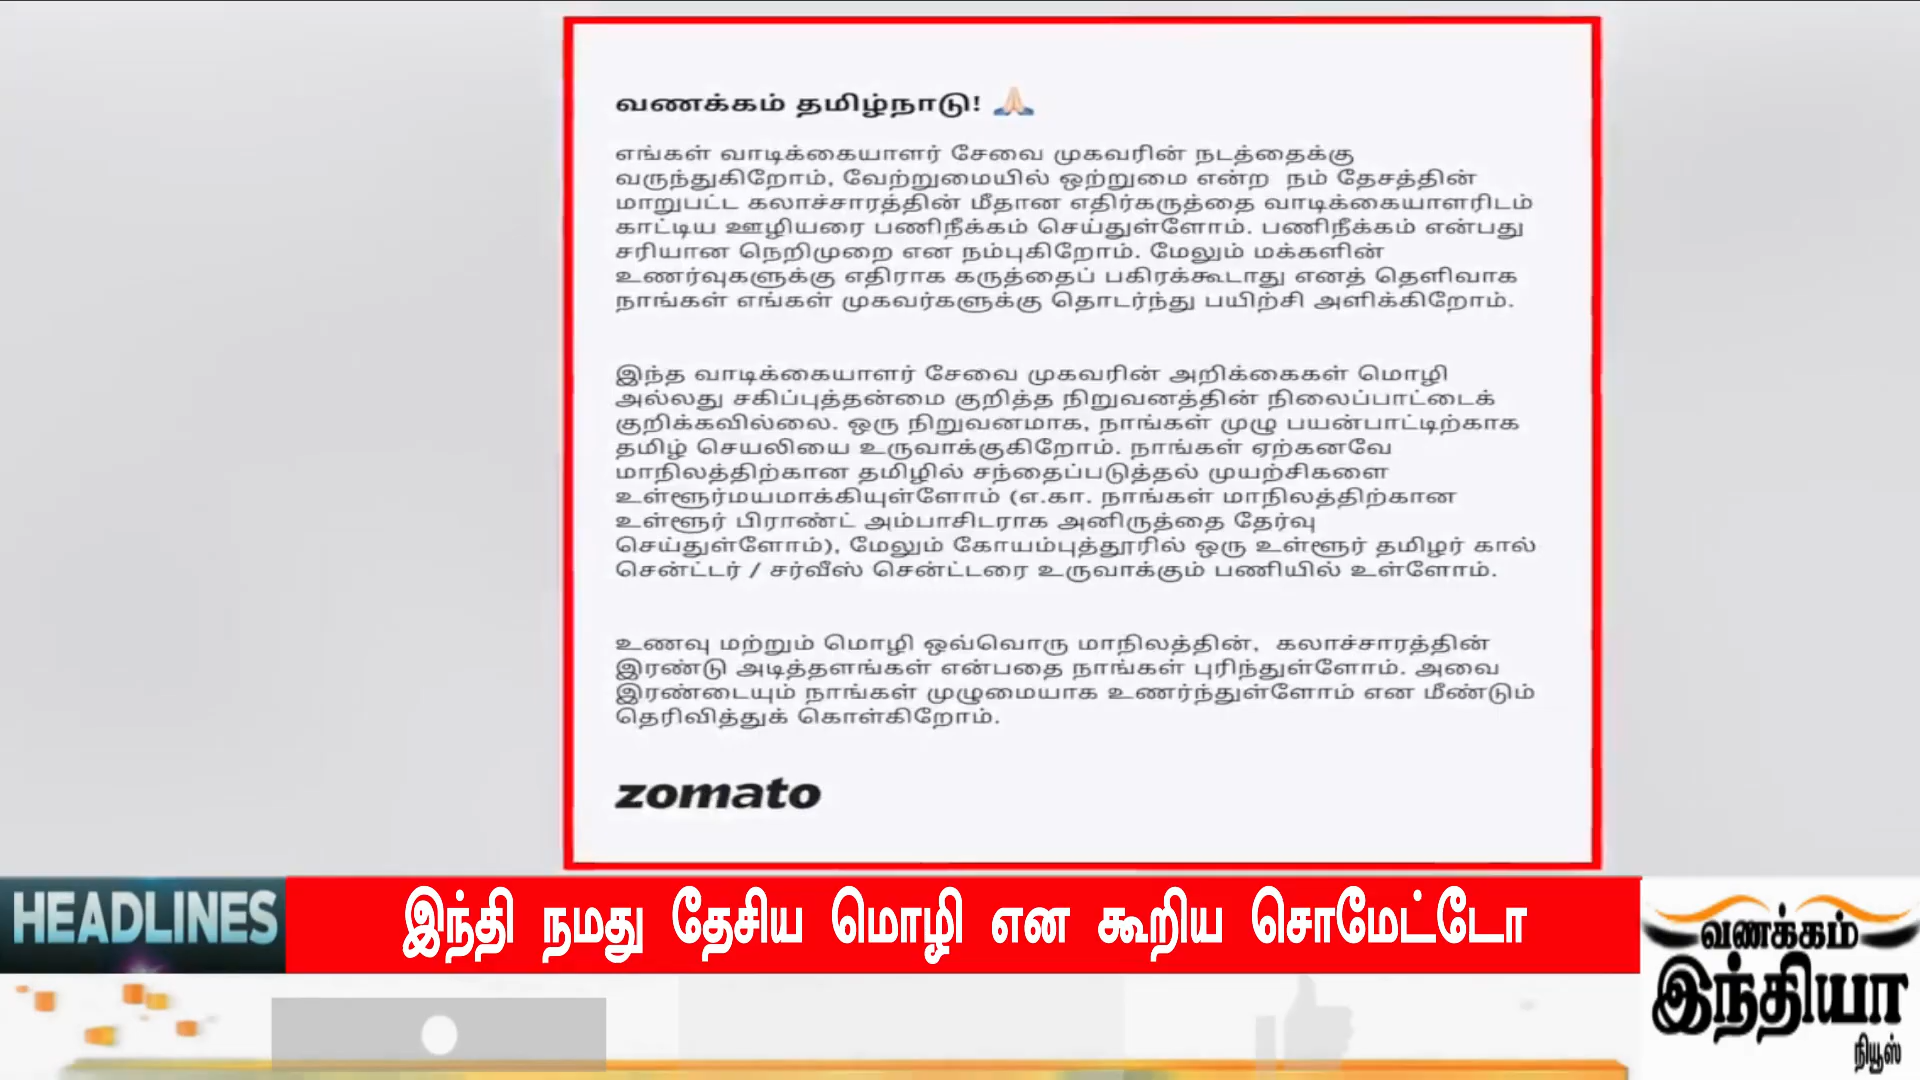 வணக்கம் தமிழ்நாடு! 🙏🏻
எங்கள் வாடிக்கையாளர் சேவை முகவரின் நடத்தைக்கு
வருந்துகிறோம், வேற்றுமையில் ஒற்றுமை என்ற நம் தேசத்தின்
மாறுபட்ட கலாச்சாரத்தின் மீதான எதிர்கருத்தை வாடிக்கையாளரிடம்
காட்டிய ஊழியரை பணிநீக்கம் செய்துள்ளோம். பணிநீக்கம் என்பது
சரியான நெறிமுறை என நம்புகிறோம். மேலும் மக்களின்
உணர்வுகளுக்கு எதிராக கருத்தைப் பகிரக்கூடாது எனத் தெளிவாக
நாங்கள் எங்கள் முகவர்களுக்கு தொடர்ந்து பயிற்சி அளிக்கிறோம்.
இந்த வாடிக்கையாளர் சேவை முகவரின் அறிக்கைகள் மொழி
அல்லது சகிப்புத்தன்மை குறித்த நிறுவனத்தின் நிலைப்பாட்டைக்
குறிக்கவில்லை. ஒரு நிறுவனமாக, நாங்கள் முழு பயன்பாட்டிற்காக
தமிழ் செயலியை உருவாக்குகிறோம். நாங்கள் ஏற்கனவே
மாநிலத்திற்கான தமிழில் சந்தைப்படுத்தல் முயற்சிகளை
உள்ளூர்மயமாக்கியுள்ளோம் (எ.கா. நாங்கள் மாநிலத்திற்கான
உள்ளூர் பிராண்ட் அம்பாசிடராக அனிருத்தை தேர்வு
செய்துள்ளோம்), மேலும் கோயம்புத்தூரில் ஒரு உள்ளூர் தமிழர் கால்
சென்ட்டர் / சர்வீஸ் சென்ட்டரை உருவாக்கும் பணியில் உள்ளோம்.
உணவு மற்றும் மொழி ஒவ்வொரு மாநிலத்தின், கலாச்சாரத்தின்
இரண்டு அடித்தளங்கள் என்பதை நாங்கள் புரிந்துள்ளோம். அவை
இரண்டையும் நாங்கள் முழுமையாக உணர்ந்துள்ளோம் என மீண்டும்
தெரிவித்துக் கொள்கிறோம்.
zomato
HEADLINES
இந்தி நமது தேசிய மொழி என கூறிய சொமேட்டோ
வணக்கம்
இந்தியா
நியூஸ்